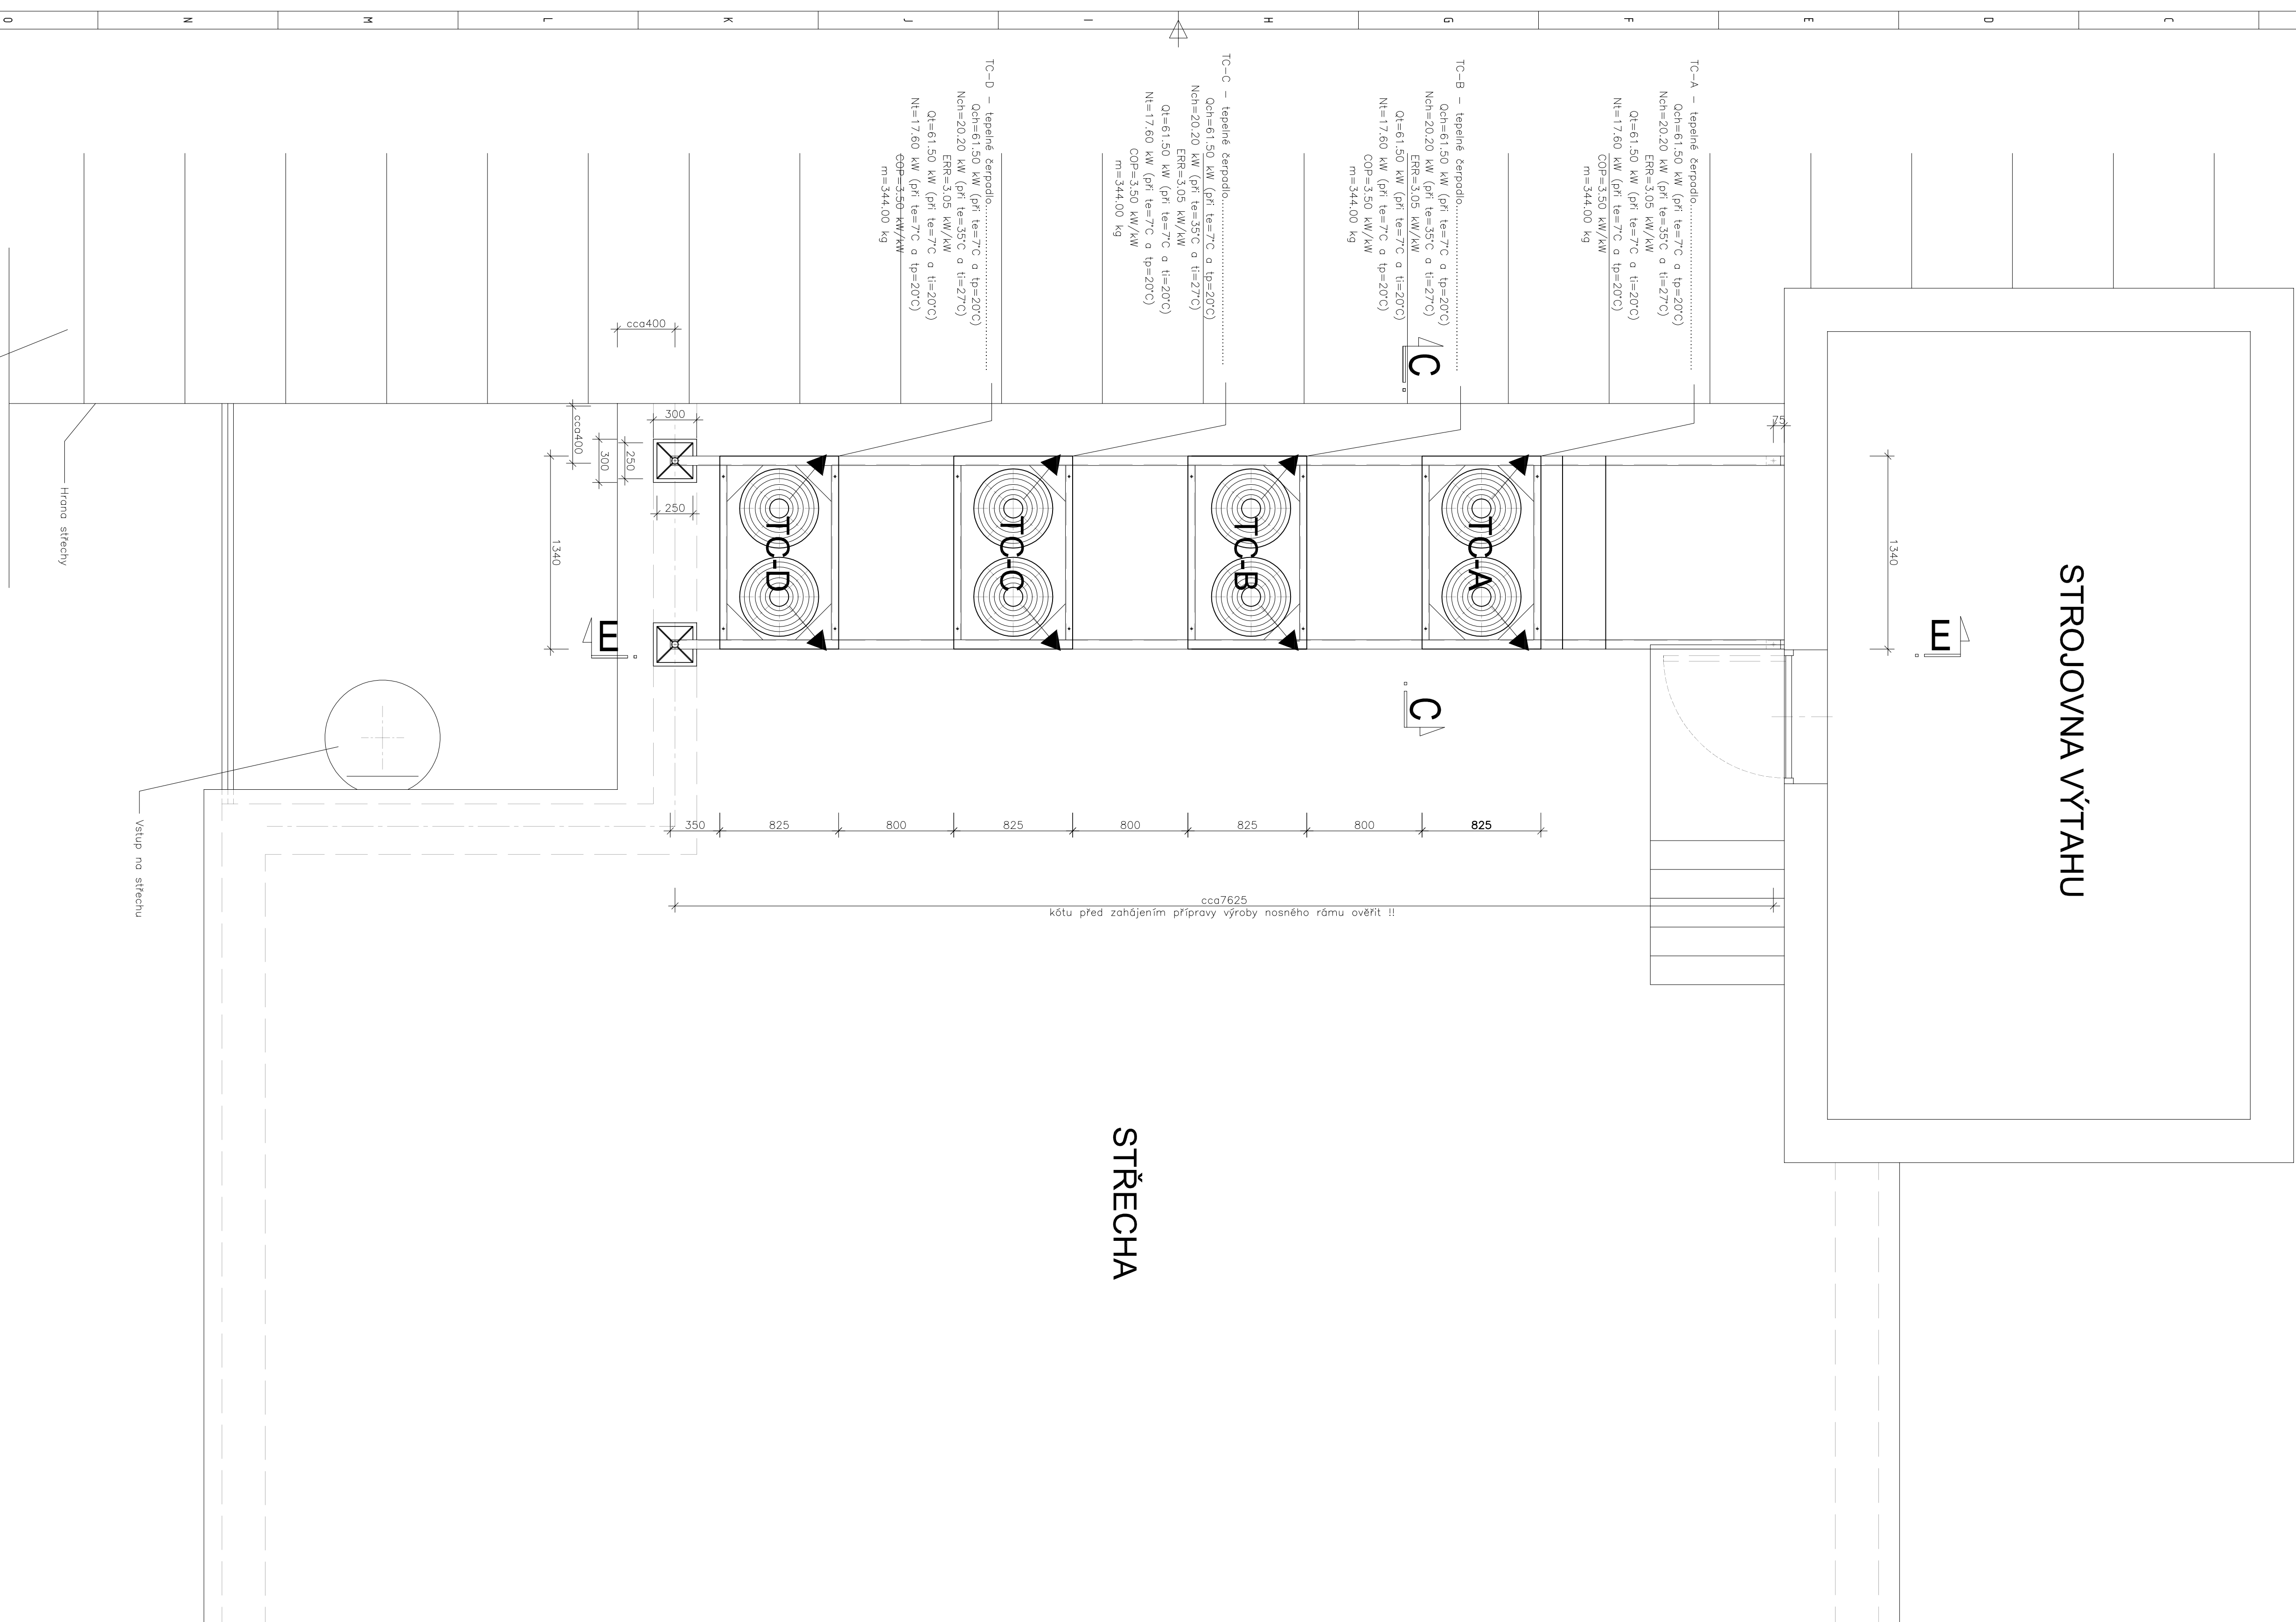 O
N
M
L
K
J
I
H
G
F
E
D
C
TC-D - tepelné čerpadlo
Qch=61.50 kW (při te=7°C a tp=20°C)
Nch=20.20 kW (při te=35°C a ti=27°C)
ERR=3.05 kW/kW
Qt=61.50 kW (při te=7°C a ti=20°C)
Nt=17.60 kW (při te=7°C a tp=20°C)
COP=3.50 kW/kW
m=344.00 kg
TC-C - tepelné čerpadlo
Qch=61.50 kW (při te=7°C a tp=20°C)
Nch=20.20 kW (při te=35°C a ti=27°C)
ERR=3.05 kW/kW
Qt=61.50 kW (při te=7°C a ti=20°C)
Nt=17.60 kW (při te=7°C a tp=20°C)
COP=3.50 kW/kW
m=344.00 kg
TC-B - tepelné čerpadlo
Qch=61.50 kW (při te=7°C a tp=20°C)
Nch=20.20 kW (při te=35°C a ti=27°C)
ERR=3.05 kW/kW
Qt=61.50 kW (při te=7°C a ti=20°C)
Nt=17.60 kW (při te=7°C a tp=20°C)
COP=3.50 kW/kW
m=344.00 kg
TC-A - tepelné čerpadlo
Qch=61.50 kW (při te=7°C a tp=20°C)
Nch=20.20 kW (při te=35°C a ti=27°C)
ERR=3.05 kW/kW
Qt=61.50 kW (při te=7°C a ti=20°C)
Nt=17.60 kW (při te=7°C a tp=20°C)
COP=3.50 kW/kW
m=344.00 kg
cca400
C
300
75
cca400
300
250
250
1340
1340
Hrana střechy
TC-D
TC-C
TC-B
TC-A
E
E
C
STROJOVNA VÝTAHU
Vstup na střechu
350
825
800
825
800
825
800
825
cca7625
kótu před zahájením přípravy výroby nosného rámu ověřit !!
STŘECHA